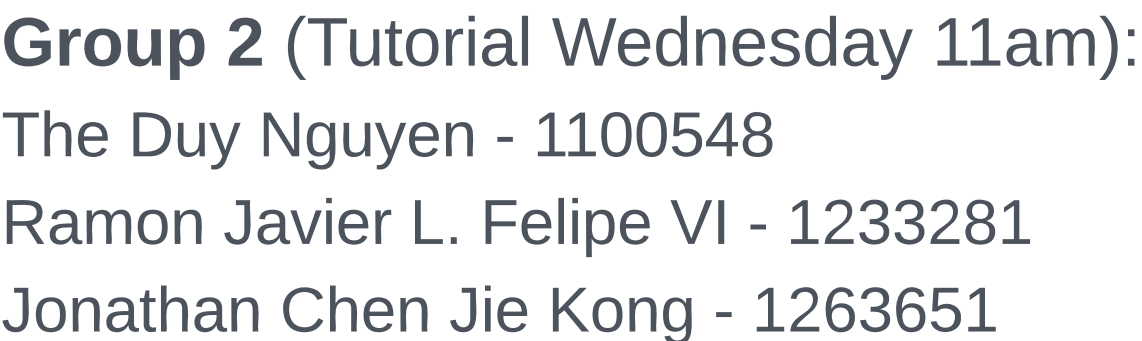 Group 2 (Tutorial Wednesday 11am):
The Duy Nguyen - 1100548
Ramon Javier L. Felipe VI - 1233281
Jonathan Chen Jie Kong - 1263651